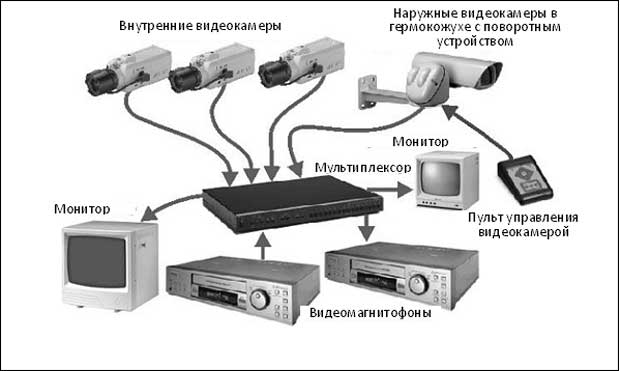 Внутренние видеокамеры
Наружные видеокамеры в
гермокожухе с поворотным
устройством
Монитор
Мультиплексор
Монитор
Пульт управления
видеокамерой
Видеомагнитофоны